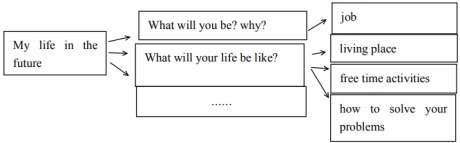 My life in the
future
What will you be? why?
What will your life be like?
......
job
living place
free time activities
how to solve your
problems